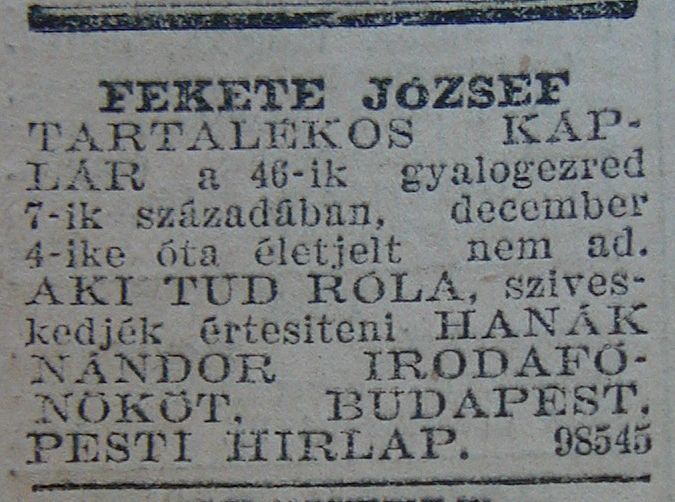 FEKETE JÓZSEF
TARTALÉKOS KÁP-
LÁR a 46-ik gyalogezred
7-ik századában, december
4-ike óta életjelt nem ad.
AKI TUD RÓLA, szives-
kedjék értesiteni HANÁK
NÁNDOR IRODAFŐ-
NÖKÖT, BUDAPEST,
PESTI HIRLAP. 98545